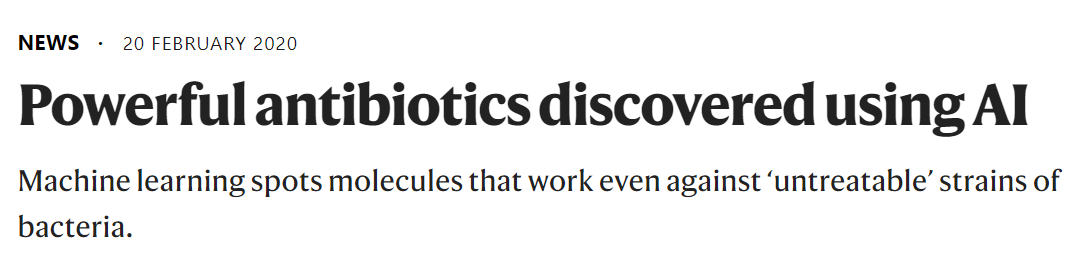 NEWS · 20 FEBRUARY 2020
Powerful antibiotics discovered using AI
Machine learning spots molecules that work even against ‘untreatable’ strains of
bacteria.